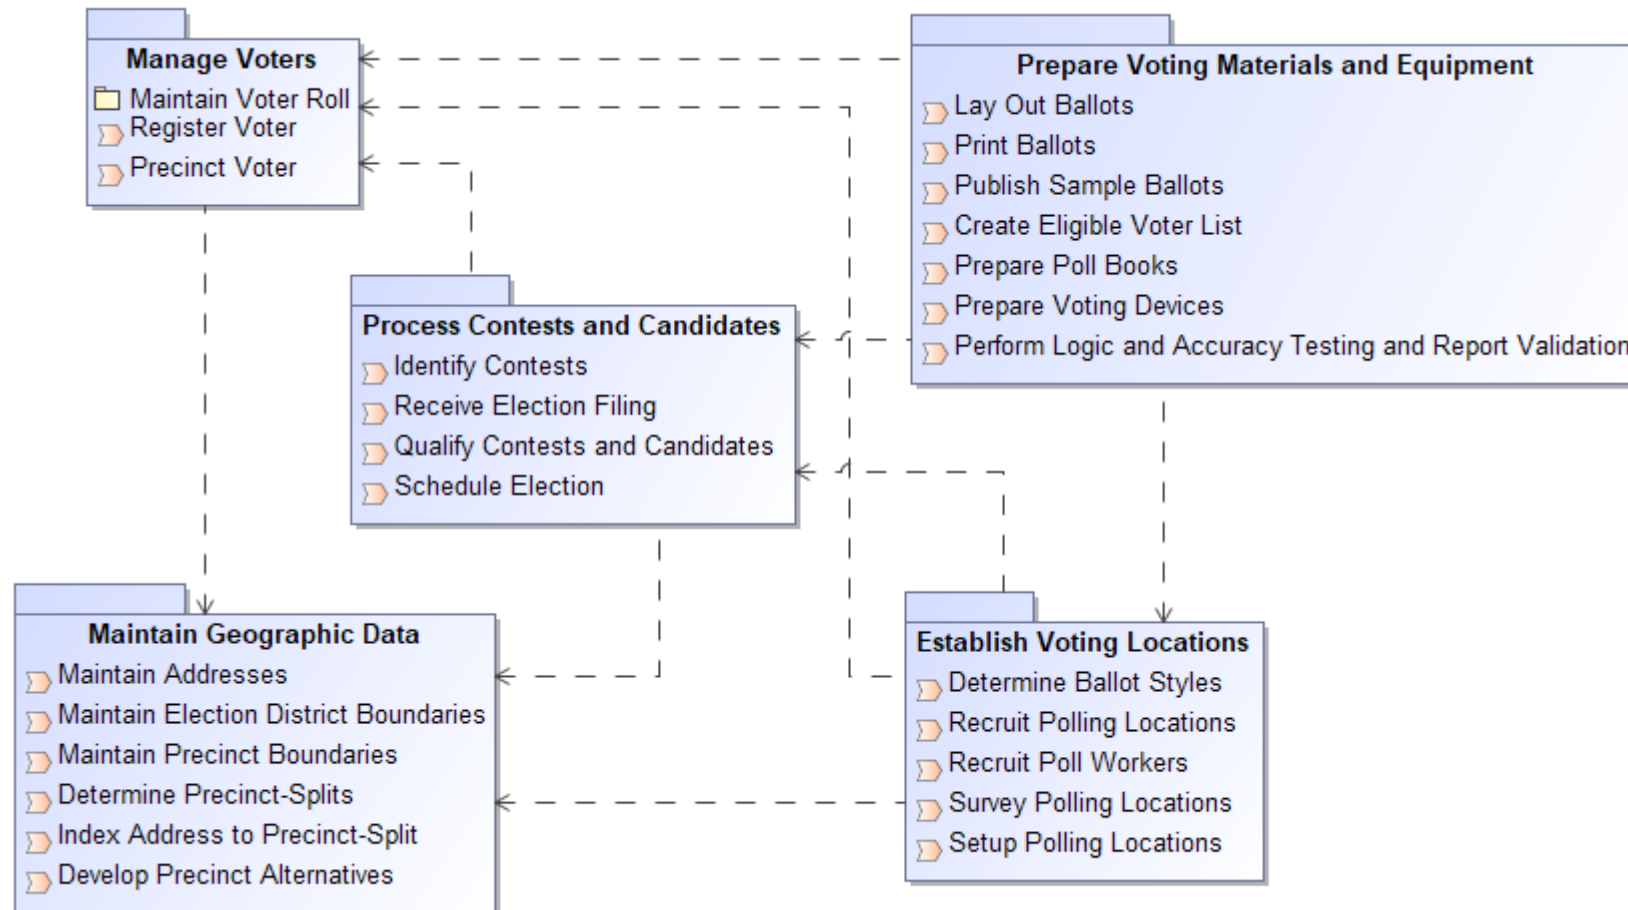 Manage Voters
Maintain Voter Roll
Register Voter
Precinct Voter
Prepare Voting Materials and Equipment
Lay Out Ballots
Print Ballots
Publish Sample Ballots
Create Eligible Voter List
Prepare Poll Books
Prepare Voting Devices
Perform Logic and Accuracy Testing and Report Validation
Process Contests and Candidates
Identify Contests
Receive Election Filing
Qualify Contests and Candidates
Schedule Election
Maintain Geographic Data
Maintain Addresses
Maintain Election District Boundaries
Maintain Precinct Boundaries
Determine Precinct-Splits
Index Address to Precinct-Split
Develop Precinct Alternatives
Establish Voting Locations
Determine Ballot Styles
Recruit Polling Locations
Recruit Poll Workers
Survey Polling Locations
Setup Polling Locations